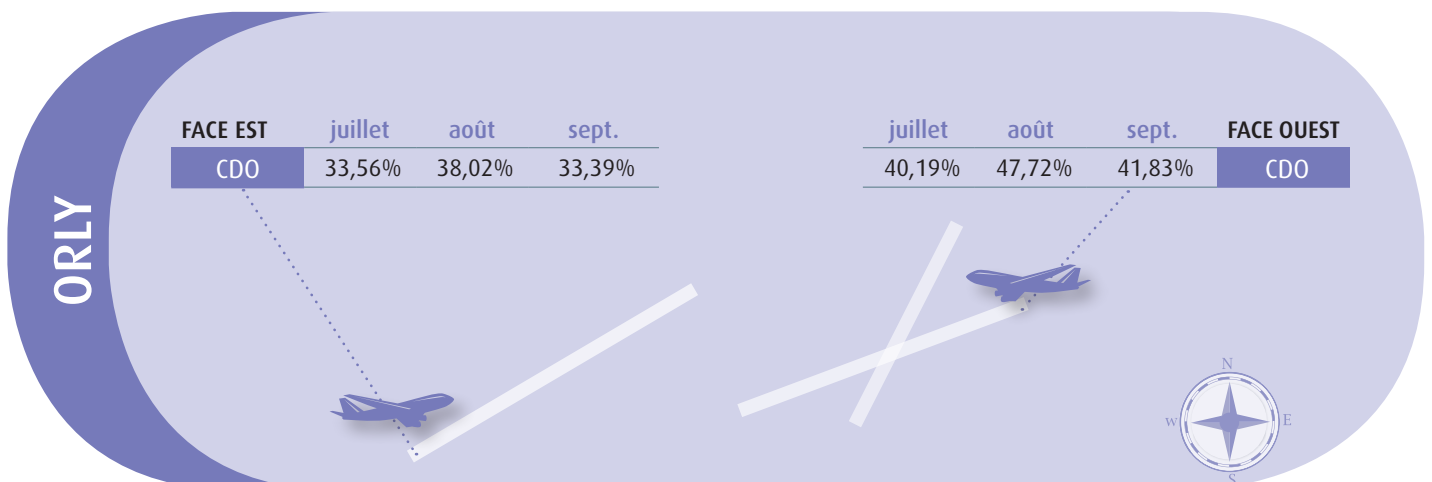 ORLY
FACE EST juillet août sept.
CDO 33,56% 38,02% 33,39%
juillet août sept. FACE OUEST
40,19% 47,72% 41,83% CDO
N
W E
S